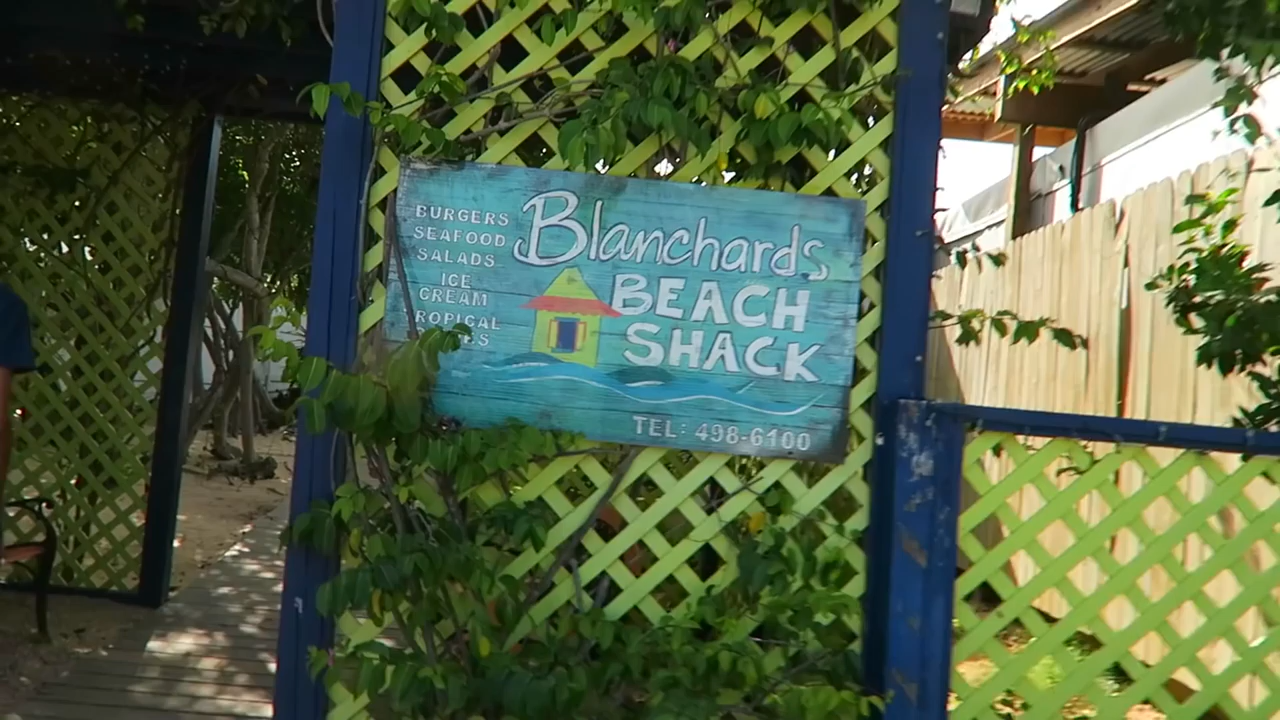 BURGERS
SEAFOOD
SALADS
ICE
CREAM
Blanchards
BEACH
SHACK
TEL: 498-6100